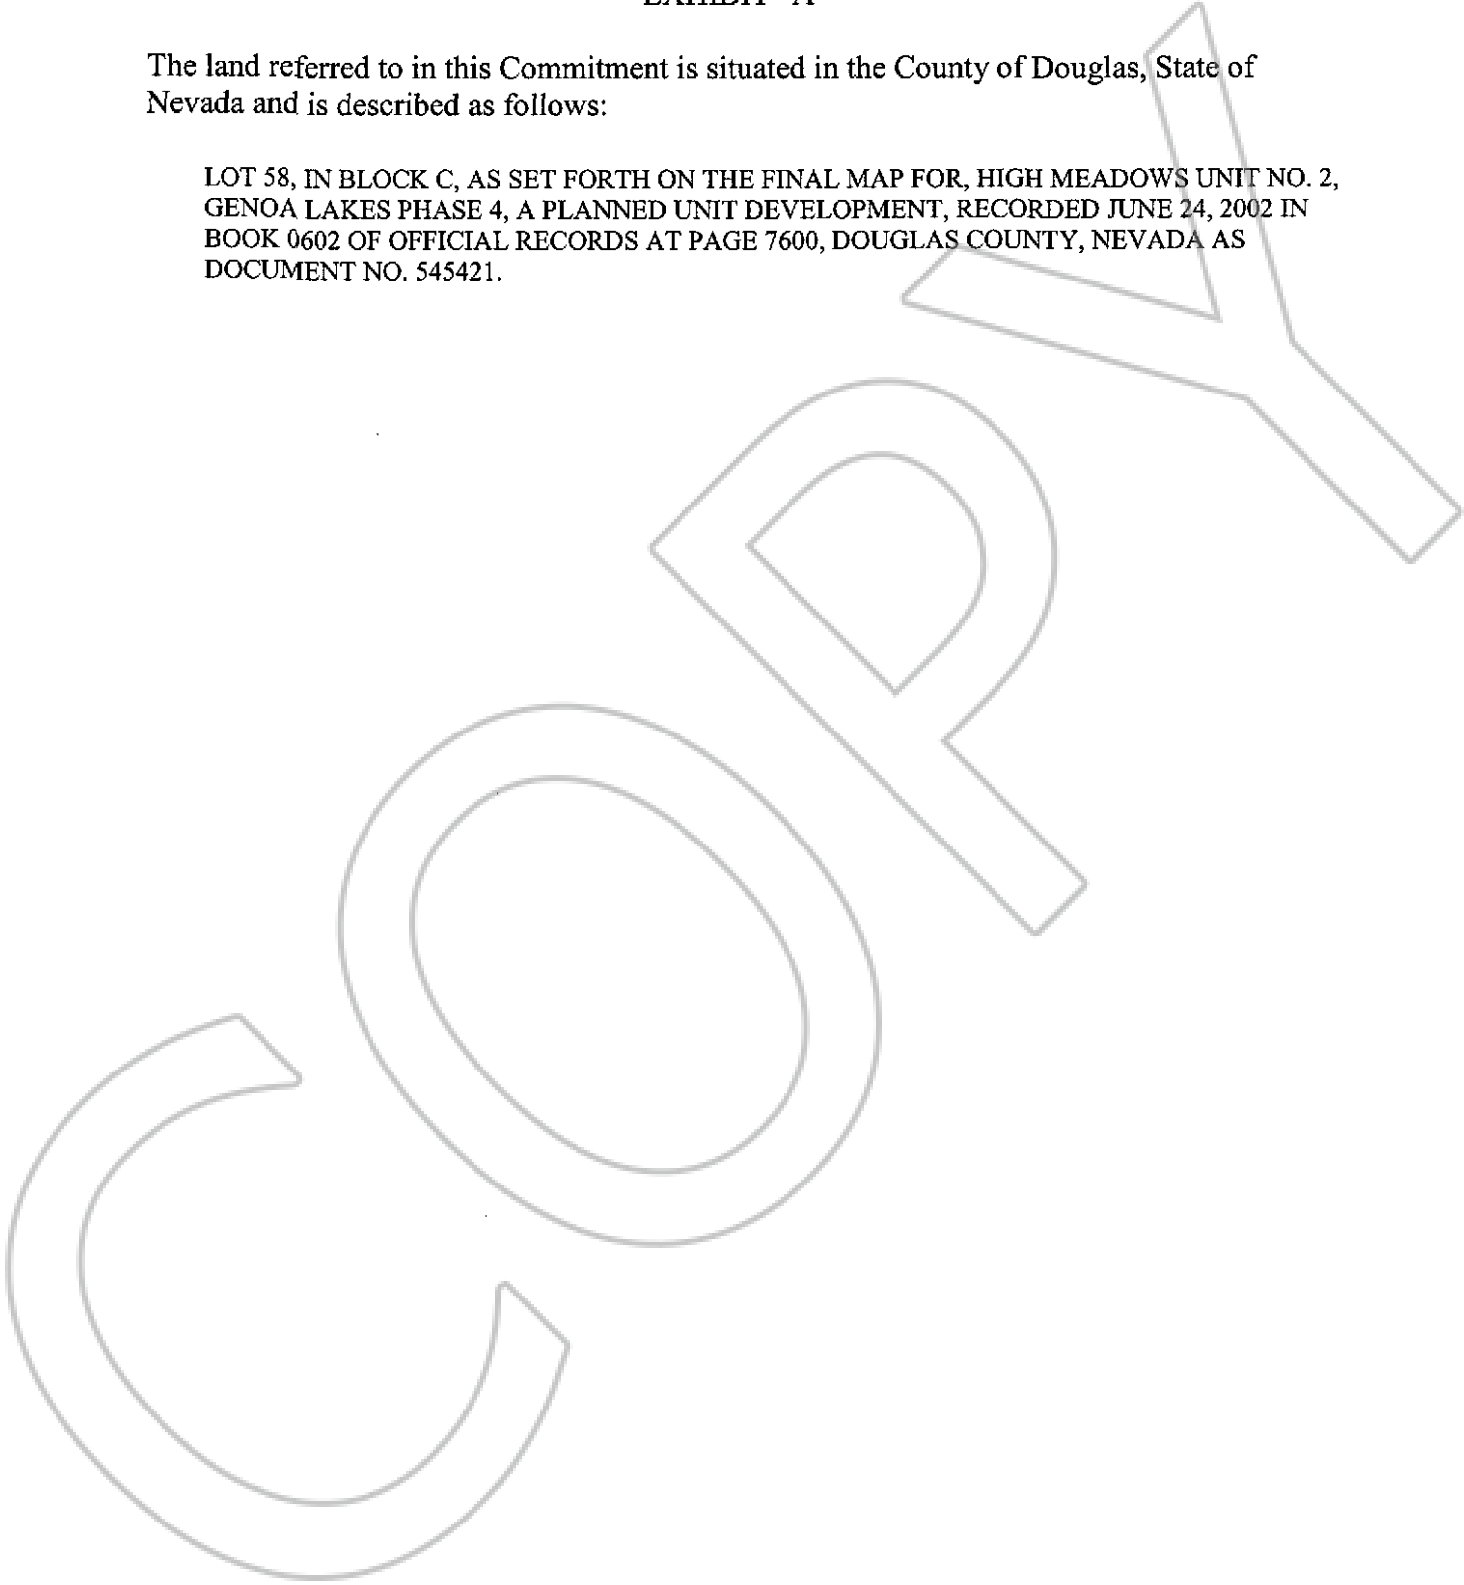 EXHIBIT "A"
The land referred to in this Commitment is situated in the County of Douglas, State of
Nevada and is described as follows:
LOT 58, IN BLOCK C, AS SET FORTH ON THE FINAL MAP FOR, HIGH MEADOWS UNIT NO. 2,
GENOA LAKES PHASE 4, A PLANNED UNIT DEVELOPMENT, RECORDED JUNE 24, 2002 IN
BOOK 0602 OF OFFICIAL RECORDS AT PAGE 7600, DOUGLAS COUNTY, NEVADA AS
DOCUMENT NO. 545421.
COPY